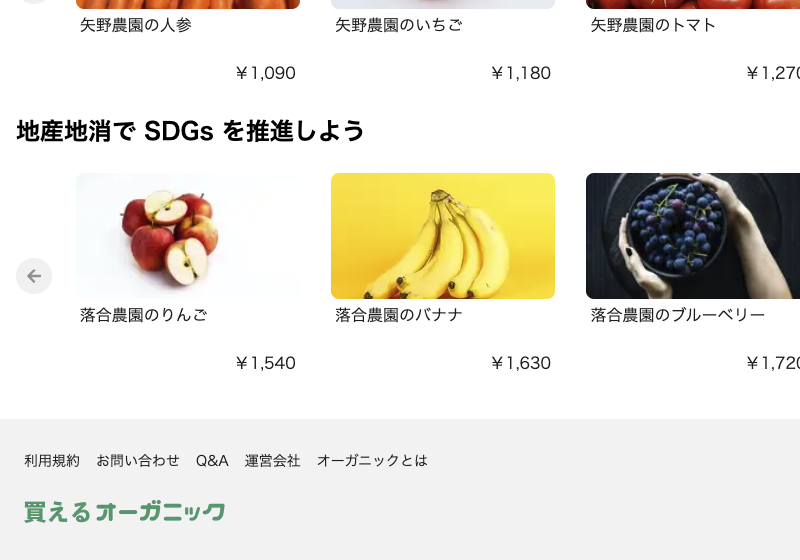 矢野農園の人参
矢野農園のいちご
矢野農園のトマト
￥1,090
￥1,180
￥1,270
地産地消で SDGs を推進しよう
落合農園のりんご
落合農園のバナナ
落合農園のブルーベリー
￥1,540
￥1,630
￥1,720
利用規約 お問い合わせ Q&A 運営会社 オーガニックとは
買えるオーガニック